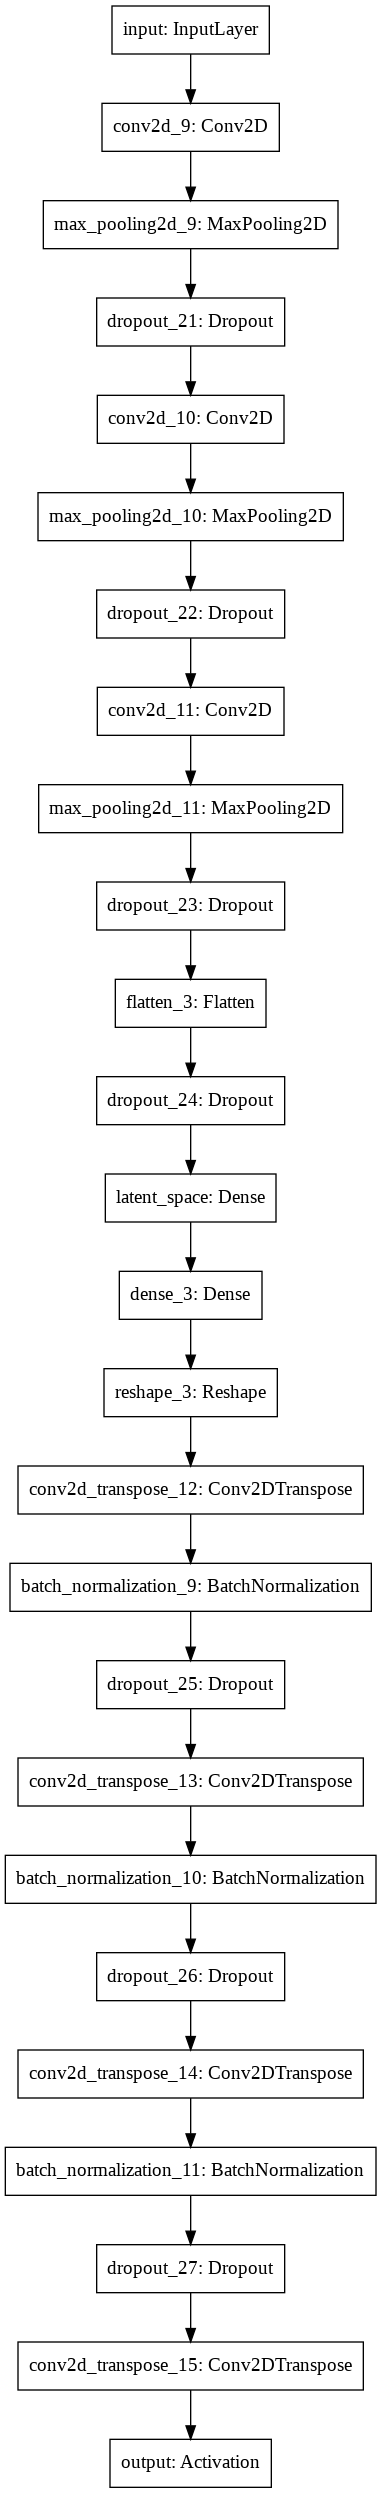 input: InputLayer
conv2d_9: Conv2D
max_pooling2d_9: MaxPooling2D
dropout_21: Dropout
conv2d_10: Conv2D
max_pooling2d_10: MaxPooling2D
dropout_22: Dropout
conv2d_11: Conv2D
max_pooling2d_11: MaxPooling2D
dropout_23: Dropout
flatten_3: Flatten
dropout_24: Dropout
latent_space: Dense
dense_3: Dense
reshape_3: Reshape
conv2d_transpose_12: Conv2DTranspose
batch_normalization_9: BatchNormalization
dropout_25: Dropout
conv2d_transpose_13: Conv2DTranspose
batch_normalization_10: BatchNormalization
dropout_26: Dropout
conv2d_transpose_14: Conv2DTranspose
batch_normalization_11: BatchNormalization
dropout_27: Dropout
conv2d_transpose_15: Conv2DTranspose
output: Activation